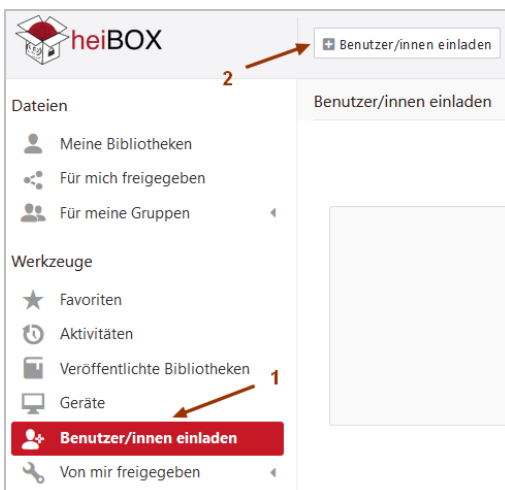 heiBOX
Benutzer/innen einladen
2
Dateien
Benutzer/innen einladen
Meine Bibliotheken
Für mich freigegeben
Für meine Gruppen
Werkzeuge
Favoriten
Aktivitäten
Veröffentlichte Bibliotheken
1
Geräte
Benutzer/innen einladen
Von mir freigegeben